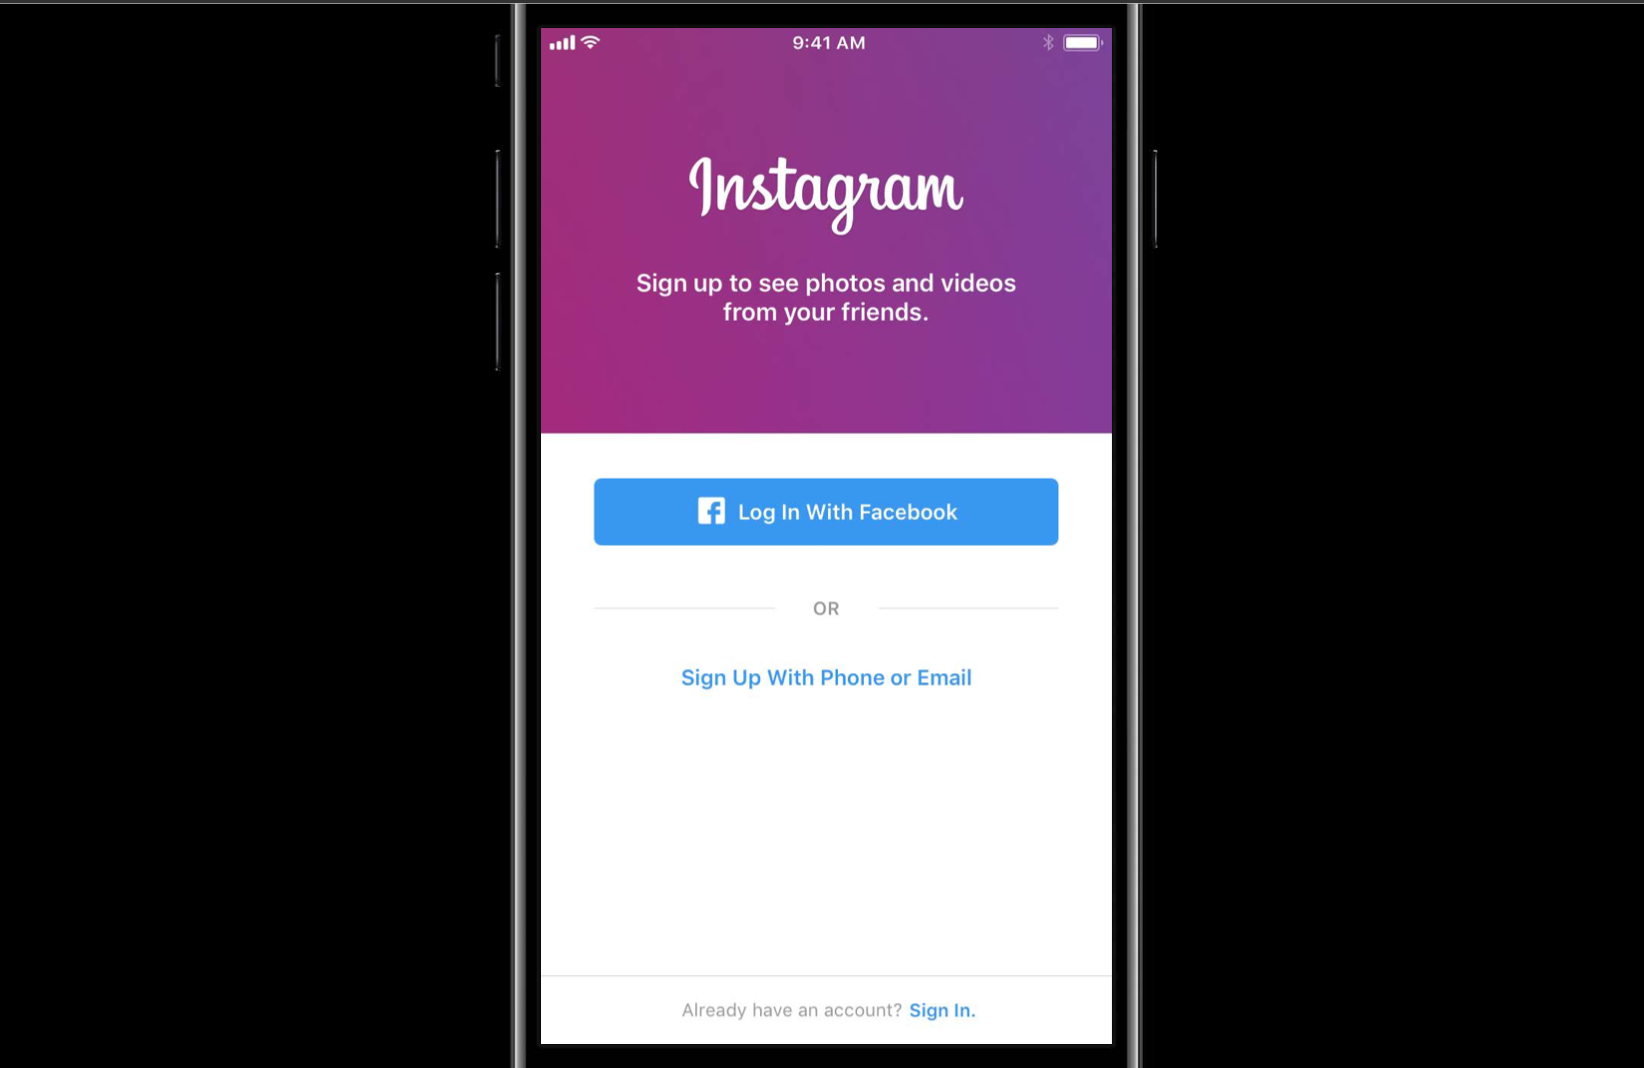 9:41 AM
Instagram
Sign up to see photos and videos
from your friends.
Log In With Facebook
OR
Sign Up With Phone or Email
Already have an account? Sign In.